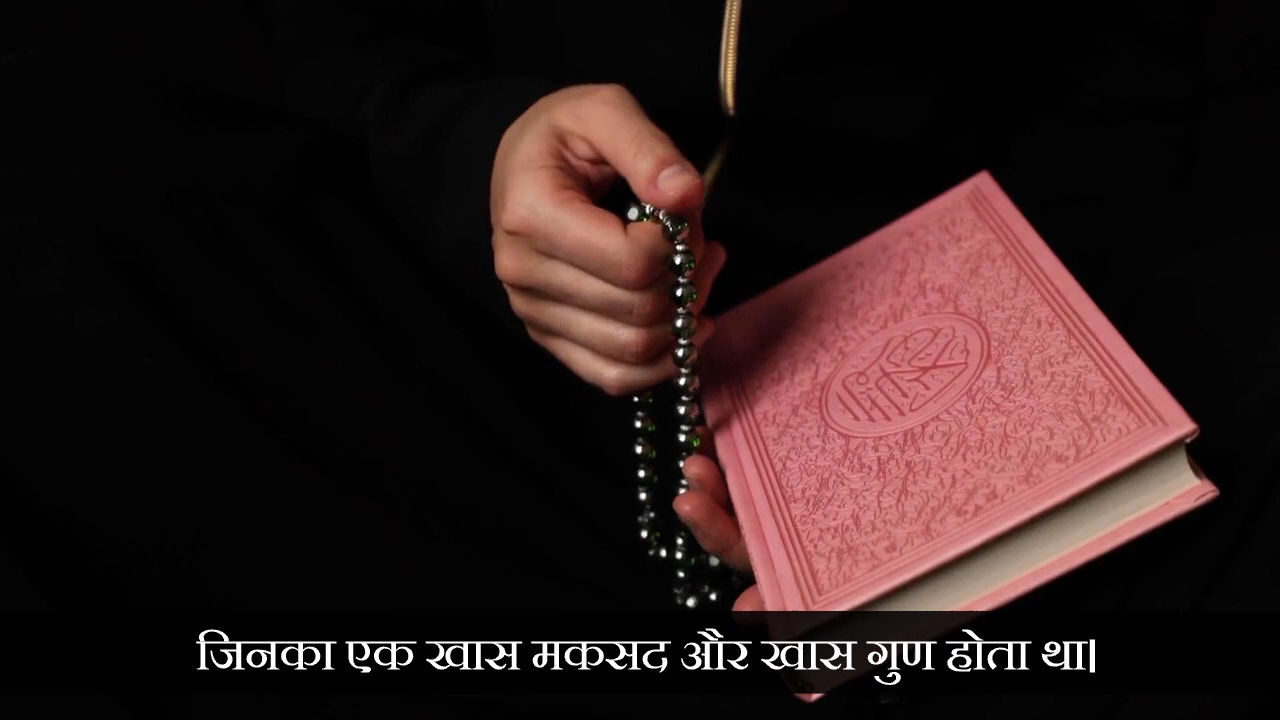 जिनका एक खास मकसद और खास गुण होता था।